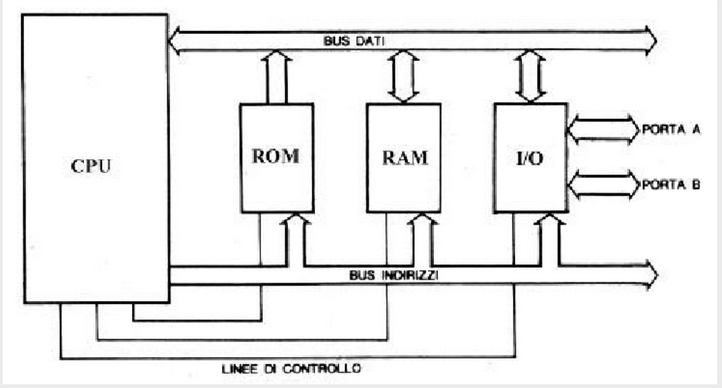 BUS DATI
CPU
ROM
RAM
I/O
PORTA A
PORTA B
BUS INDIRIZZI
LINEE DI CONTROLLO